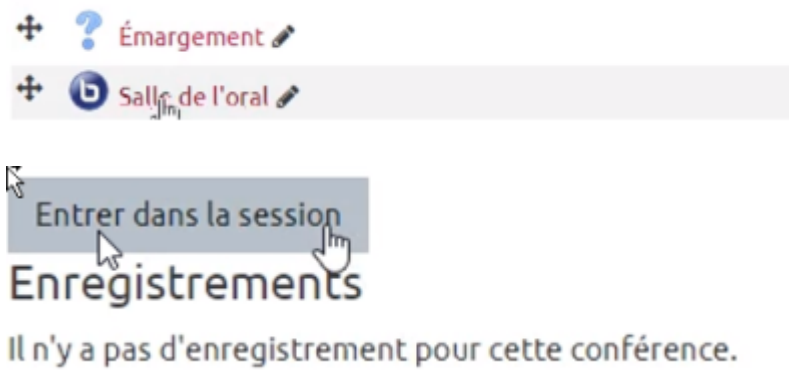 Émargement
Salle de l'oral
Entrer dans la session
Enregistrements
Il n'y a pas d'enregistrement pour cette conférence.